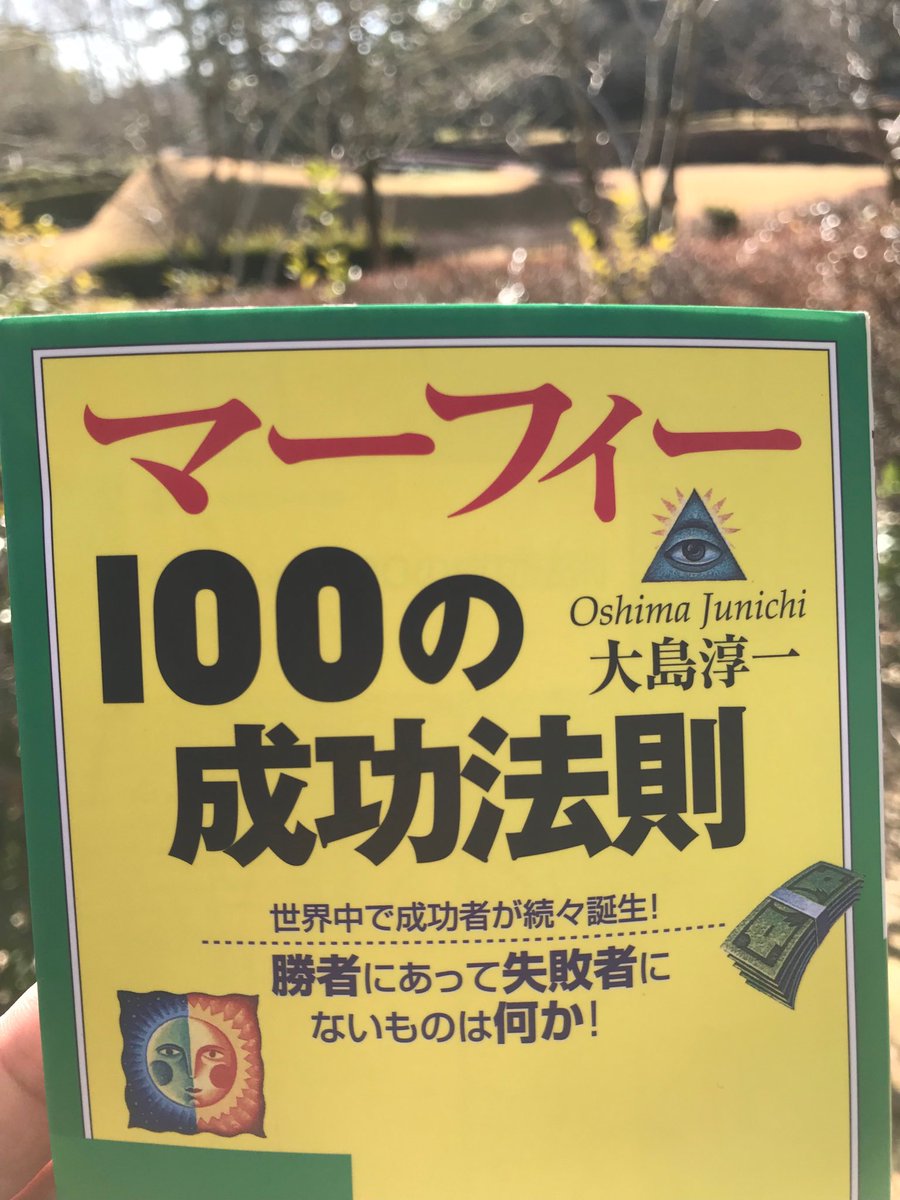 マーフィー
100の
Oshima Junichi
大島淳一
成功法則
世界中で成功者が続々誕生!
勝者にあって失敗者に
ないものは何か!